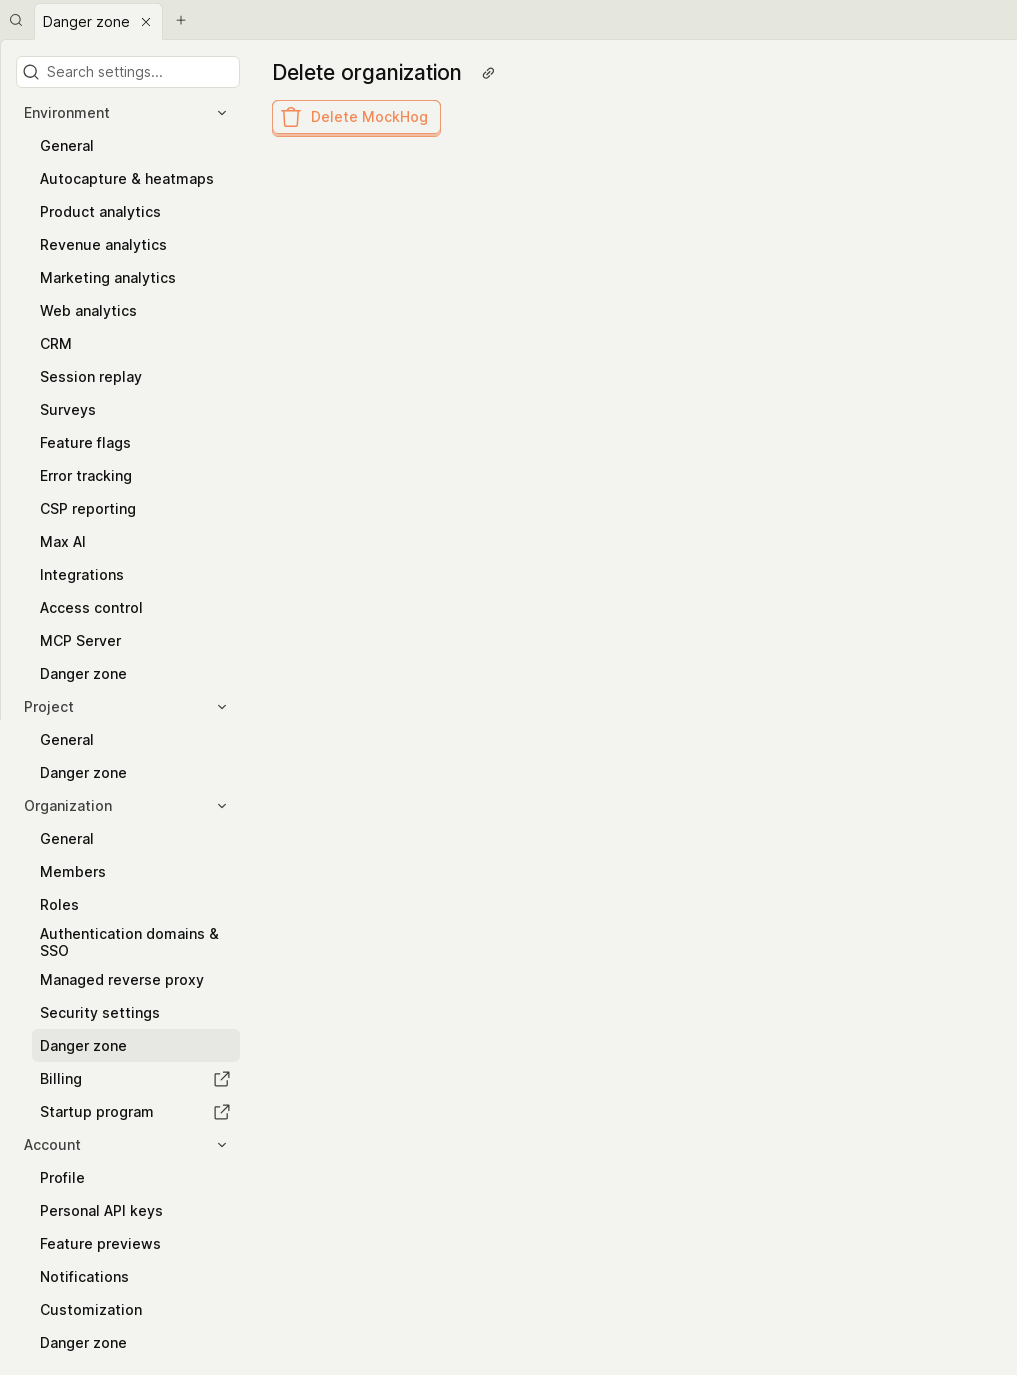 Danger zone
Search settings...
Environment
General
Autocapture & heatmaps
Product analytics
Revenue analytics
Marketing analytics
Web analytics
CRM
Session replay
Surveys
Feature flags
Error tracking
CSP reporting
Max AI
Integrations
Access control
MCP Server
Danger zone
Project
General
Danger zone
Organization
General
Members
Roles
Authentication domains &
SSO
Managed reverse proxy
Security settings
Danger zone
Billing
Startup program
Account
Profile
Personal API keys
Feature previews
Notifications
Customization
Danger zone
Delete organization
Delete MockHog